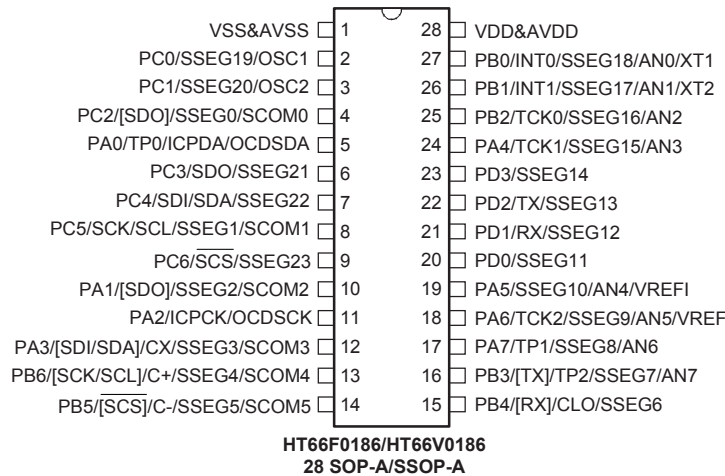 VSS&AVSS 1 28 VDD&AVDD
PC0/SSEG19/OSC1 2 27 PB0/INT0/SSEG18/AN0/XT1
PC1/SSEG20/OSC2 3 26 PB1/INT1/SSEG17/AN1/XT2
PC2/[SDO]/SSEG0/SCOM0 4 25 PB2/TCK0/SSEG16/AN2
PA0/TP0/ICPDA/OCDSDA 5 24 PA4/TCK1/SSEG15/AN3
PC3/SDO/SSEG21 6 23 PD3/SSEG14
PC4/SDI/SDA/SSEG22 7 22 PD2/TX/SSEG13
PC5/SCK/SCL/SSEG1/SCOM1 8 21 PD1/RX/SSEG12
PC6/SCS/SSEG23 9 20 PD0/SSEG11
PA1/[SDO]/SSEG2/SCOM2 10 19 PA5/SSEG10/AN4/VREFI
PA2/ICPCK/OCDSCK 11 18 PA6/TCK2/SSEG9/AN5/VREF
PA3/[SDI/SDA]/CX/SSEG3/SCOM3 12 17 PA7/TP1/SSEG8/AN6
PB6/[SCK/SCL]/C+/SSEG4/SCOM4 13 16 PB3/[TX]/TP2/SSEG7/AN7
PB5/[SCS]/C-/SSEG5/SCOM5 14 15 PB4/[RX]/CLO/SSEG6
HT66F0186/HT66V0186
28 SOP-A/SSOP-A